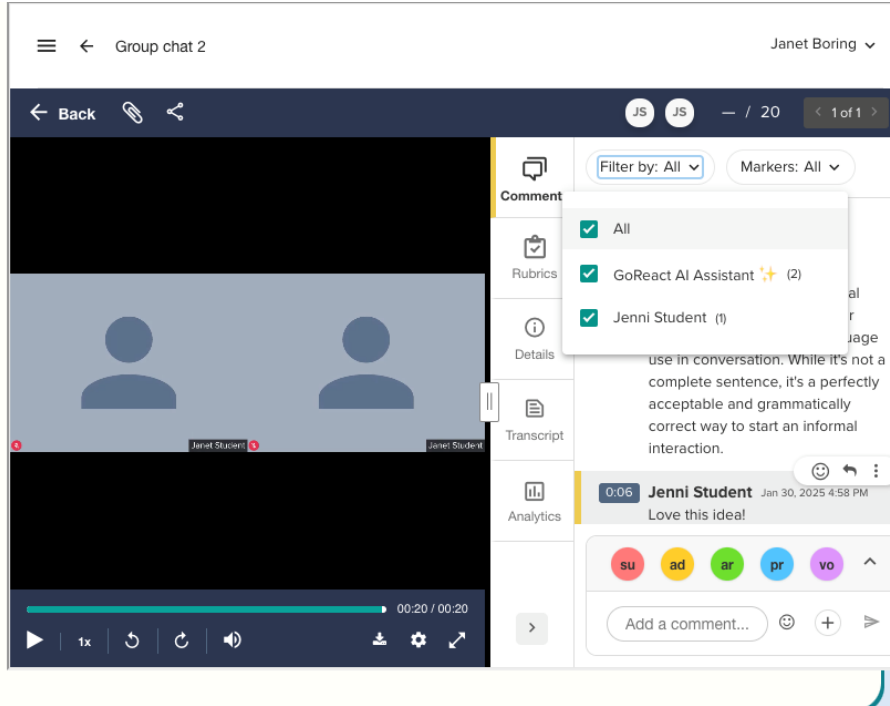 Group chat 2
Janet Boring
Back
JS JS — / 20 1 of 1
Comment
Rubrics
Details
Transcript
Analytics
Filter by: All
Markers: All
All
GoReact AI Assistant ✨ (2)
Jenni Student (1)
al
r
uage
use in conversation. While it's not a
complete sentence, it's a perfectly
acceptable and grammatically
correct way to start an informal
interaction.
0:06 Jenni Student Jan 30, 2025 4:58 PM
Love this idea!
su ad ar pr vo
Add a comment...
Janet Student
Janet Student
00:20 / 00:20
1x